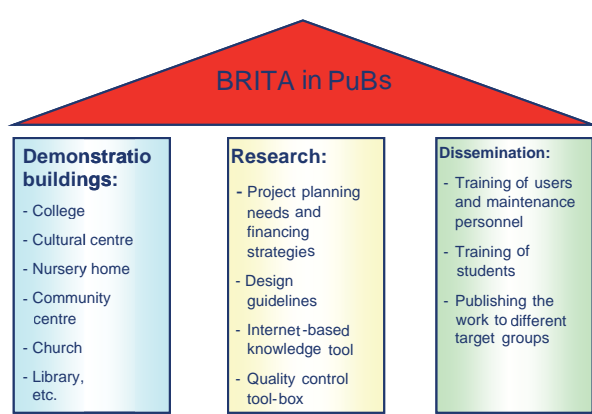 BRITA in PuBs
Demonstratio
buildings:
- College
- Cultural centre
- Nursery home
- Community
centre
- Church
- Library,
etc.
Research:
- Project planning
needs and
financing
strategies
- Design
guidelines
- Internet-based
knowledge tool
- Quality control
tool-box
Dissemination:
- Training of users
and maintenance
personnel
- Training of
students
- Publishing the
work to different
target groups